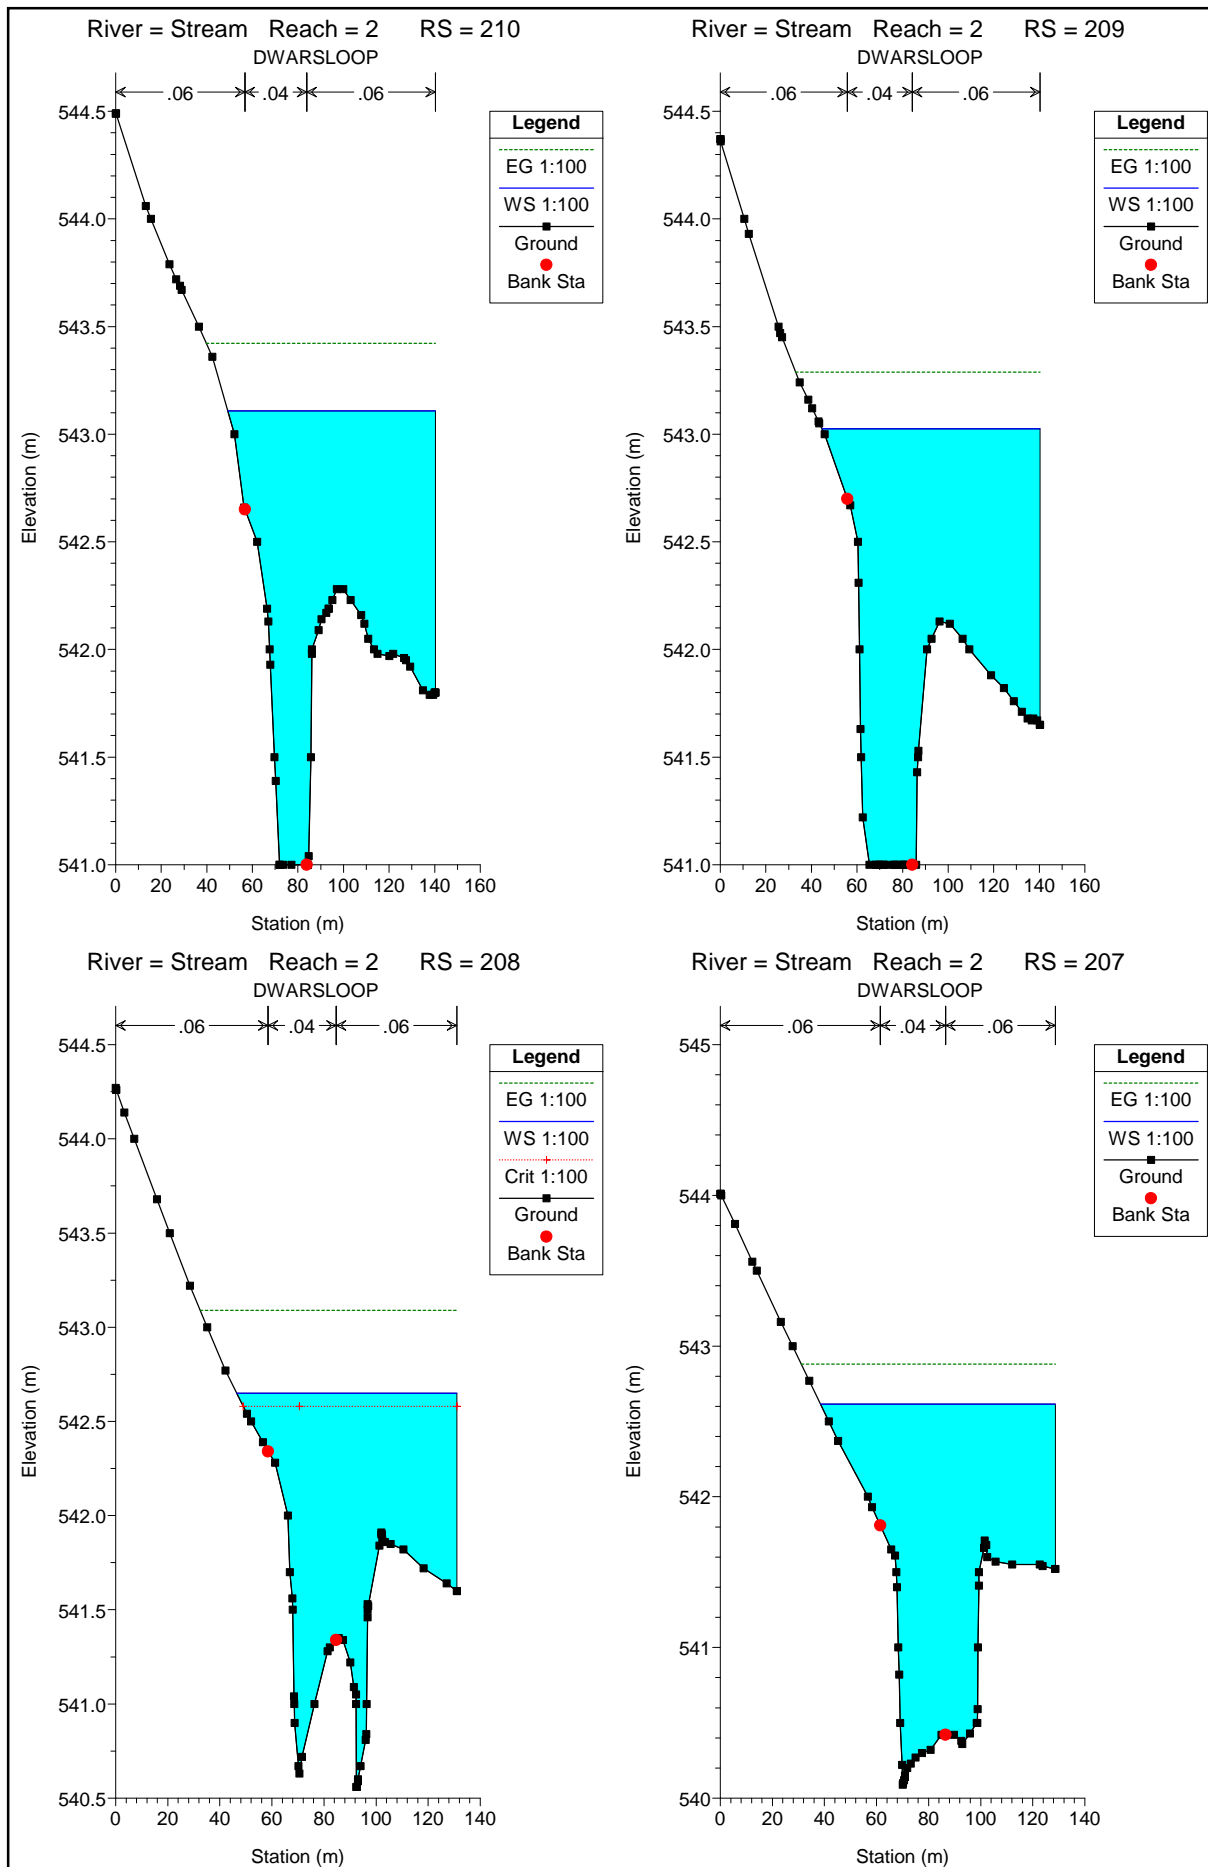 River = Stream Reach = 2 RS = 210
DWARSLOOP
.06 .04 .06
544.5
544.0
543.5
543.0
542.5
542.0
541.5
541.0
0 20 40 60 80 100 120 140 160
Station (m)
Elevation (m)
Legend
EG 1:100
WS 1:100
Ground
Bank Sta
River = Stream Reach = 2 RS = 209
DWARSLOOP
.06 .04 .06
544.5
544.0
543.5
543.0
542.5
542.0
541.5
541.0
0 20 40 60 80 100 120 140 160
Station (m)
Elevation (m)
Legend
EG 1:100
WS 1:100
Ground
Bank Sta
River = Stream Reach = 2 RS = 208
DWARSLOOP
.06 .04 .06
544.5
544.0
543.5
543.0
542.5
542.0
541.5
541.0
540.5
0 20 40 60 80 100 120 140
Station (m)
Elevation (m)
Legend
EG 1:100
WS 1:100
Crit 1:100
Ground
Bank Sta
River = Stream Reach = 2 RS = 207
DWARSLOOP
.06 .04 .06
545
544
543
542
541
540
0 20 40 60 80 100 120 140
Station (m)
Elevation (m)
Legend
EG 1:100
WS 1:100
Ground
Bank Sta